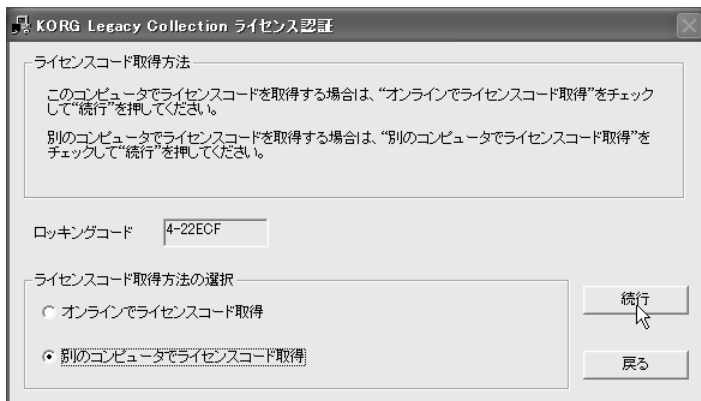 KORG Legacy Collection ライセンス認証
ライセンスコード取得方法
このコンピュータでライセンスコードを取得する場合は、“オンラインでライセンスコード取得”をチェック
して“続行”を押してください。
別のコンピュータでライセンスコードを取得する場合は、“別のコンピュータでライセンスコード取得”を
チェックして“続行”を押してください。
ロッキングコード
4-22ECF
ライセンスコード取得方法の選択
オンラインでライセンスコード取得
続行
別のコンピュータでライセンスコード取得
戻る